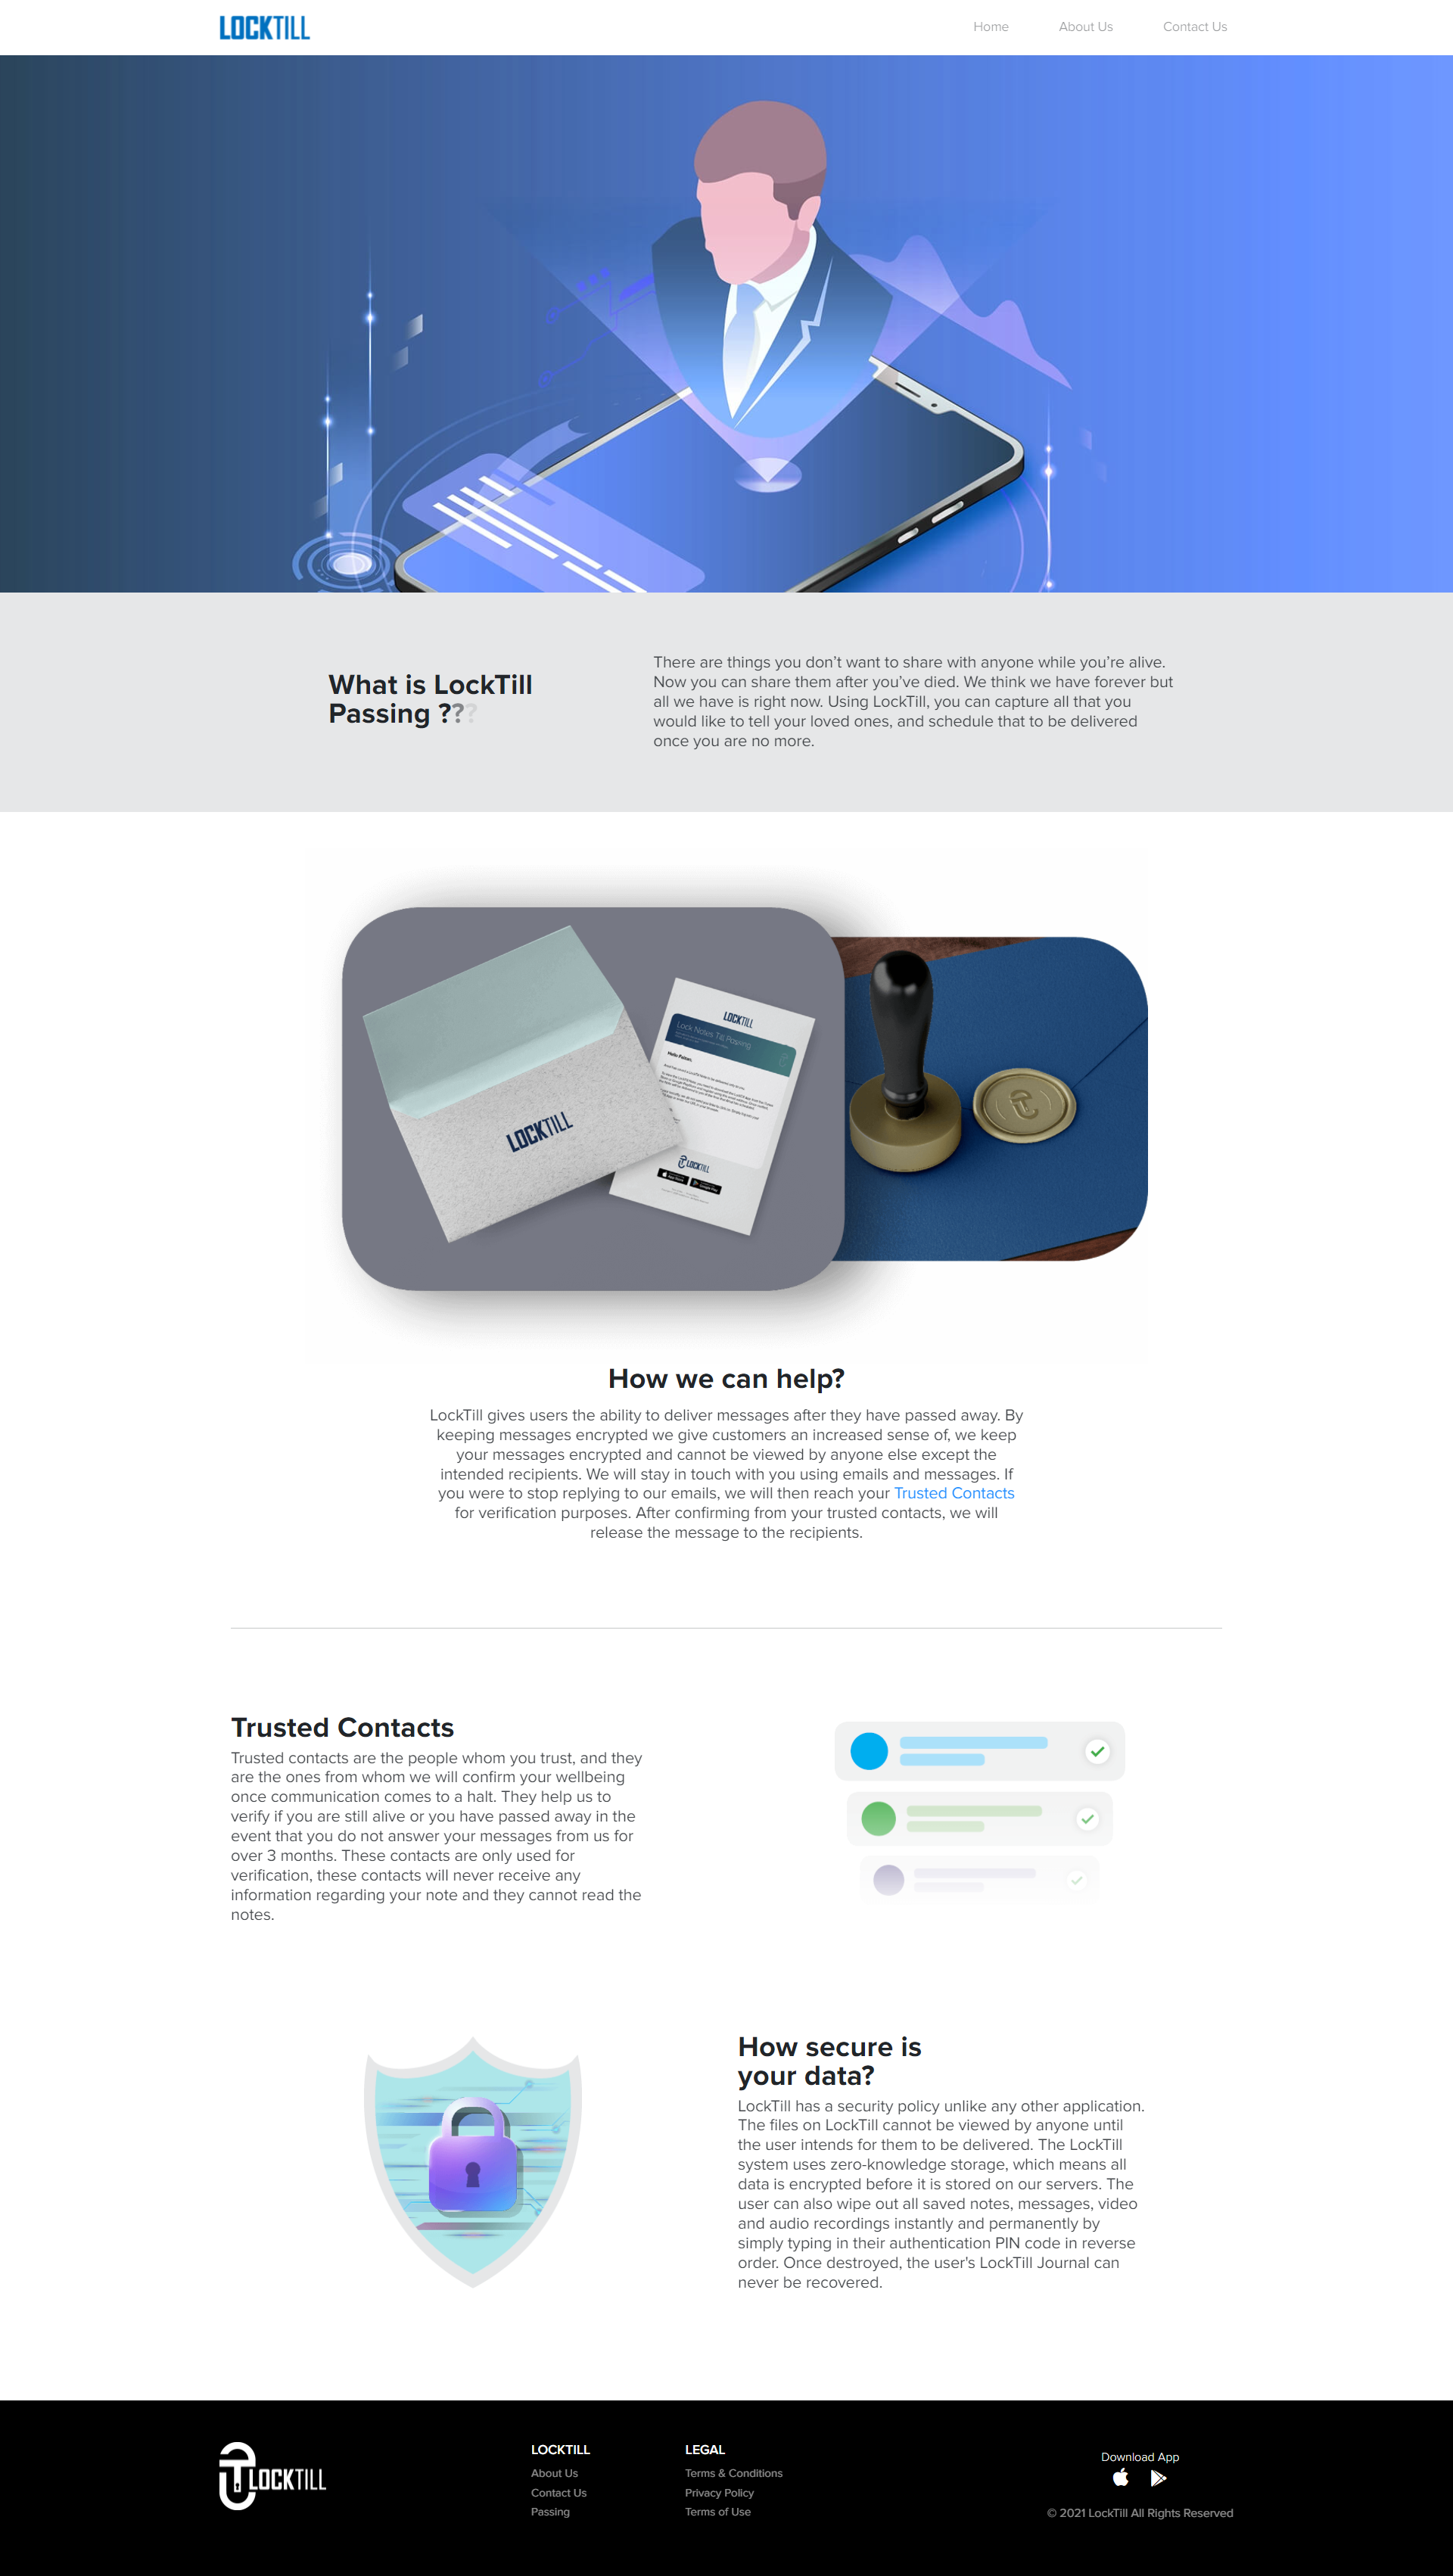 LOCKTILL
Home
About Us
Contact Us
What is LockTill
Passing ???
There are things you don't want to share with anyone while you're alive.
Now you can share them after you've died. We think we have forever but
all we have is right now. Using LockTill, you can capture all that you
would like to tell your loved ones, and schedule that to be delivered
once you are no more.
LOCKTILL
LOCKTILL
Lock Notes Till Passing
LOCKTILL
How we can help?
LockTill gives users the ability to deliver messages after they have passed away. By
keeping messages encrypted we give customers an increased sense of, we keep
your messages encrypted and cannot be viewed by anyone else except the
intended recipients. We will stay in touch with you using emails and messages. If
you were to stop replying to our emails, we will then reach your Trusted Contacts
for verification purposes. After confirming from your trusted contacts, we will
release the message to the recipients.
Trusted Contacts
Trusted contacts are the people whom you trust, and they
are the ones from whom we will confirm your wellbeing
once communication comes to a halt. They help us to
verify if you are still alive or you have passed away in the
event that you do not answer your messages from us for
over 3 months. These contacts are only used for
verification, these contacts will never receive any
information regarding your note and they cannot read the
notes.
How secure is
your data?
LockTill has a security policy unlike any other application.
The files on LockTill cannot be viewed by anyone until
the user intends for them to be delivered. The LockTill
system uses zero-knowledge storage, which means all
data is encrypted before it is stored on our servers. The
user can also wipe out all saved notes, messages, video
and audio recordings instantly and permanently by
simply typing in their authentication PIN code in reverse
order. Once destroyed, the user's LockTill Journal can
never be recovered.
LOCKTILL
LOCKTILL
About Us
Contact Us
Passing
LEGAL
Terms & Conditions
Privacy Policy
Terms of Use
Download App
© 2021 LockTill All Rights Reserved